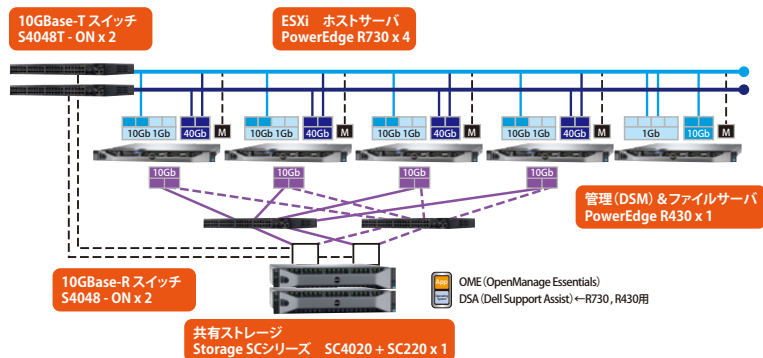 10GBase-T スイッチ
S4048T - ON x 2
ESXi　ホストサーバ
PowerEdge R730 x 4
10Gb 1Gb
40Gb
M
10Gb 1Gb
40Gb
M
10Gb 1Gb
40Gb
M
10Gb 1Gb
40Gb
M
1Gb
10Gb
M
10Gb
10Gb
10Gb
10Gb
管理(DSM)&ファイルサーバ
PowerEdge R430 x 1
10GBase-R スイッチ
S4048 - ON x 2
App
OME(OpenManage Essentials)
DSA(Dell Support Assist)←R730 , R430用
共有ストレージ
Storage SCシリーズ　SC4020 + SC220 x 1